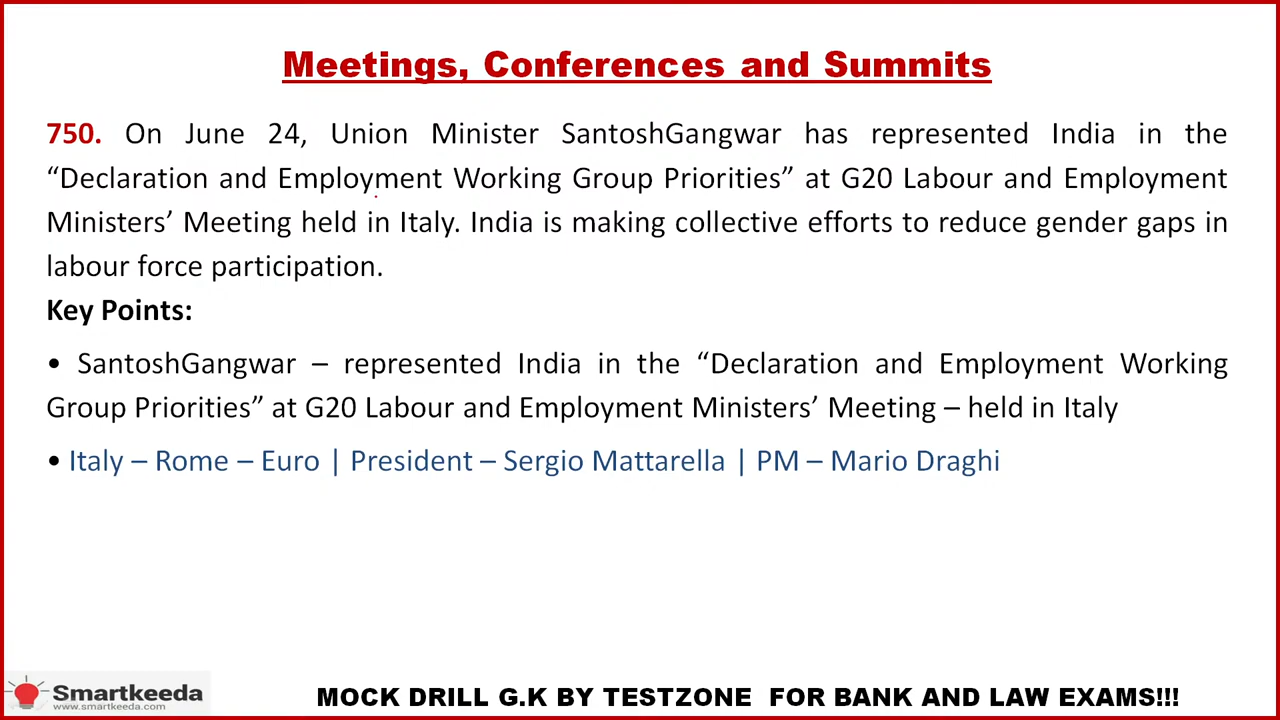 Meetings, Conferences and Summits
750. On June 24, Union Minister SantoshGangwar has represented India in the
“Declaration and Employment Working Group Priorities” at G20 Labour and Employment
Ministers’ Meeting held in Italy. India is making collective efforts to reduce gender gaps in
labour force participation.
Key Points:
• SantoshGangwar – represented India in the “Declaration and Employment Working
Group Priorities” at G20 Labour and Employment Ministers’ Meeting – held in Italy
• Italy – Rome – Euro | President – Sergio Mattarella | PM – Mario Draghi
Smartkeeda
www.smartkeeda.com
MOCK DRILL G.K BY TESTZONE FOR BANK AND LAW EXAMS!!!